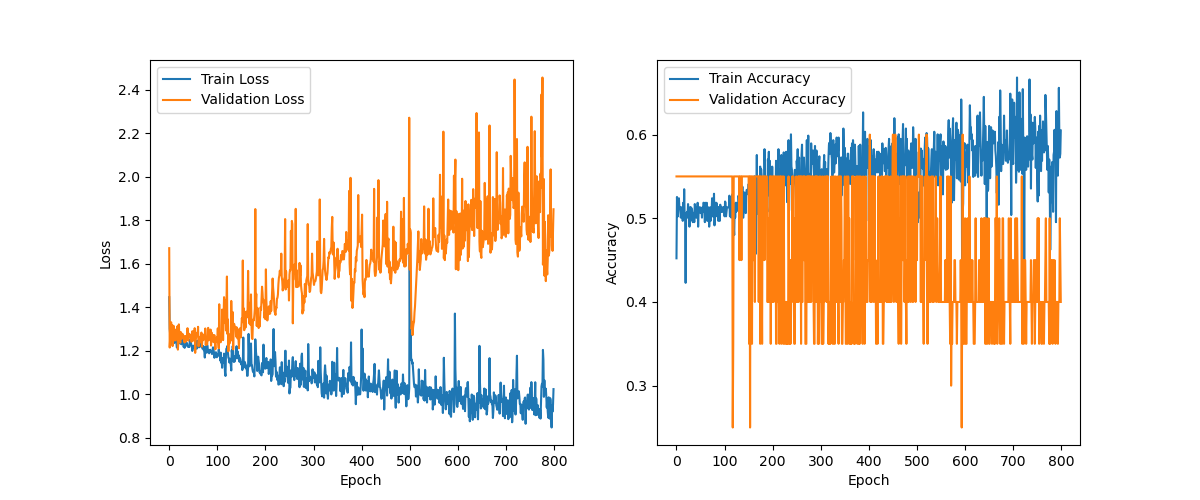 Train Loss
Validation Loss
2.4
2.2
2.0
1.8
1.6
1.4
1.2
1.0
0.8
Loss
0 100 200 300 400 500 600 700 800
Epoch
Train Accuracy
Validation Accuracy
0.6
0.5
0.4
0.3
Accuracy
0 100 200 300 400 500 600 700 800
Epoch